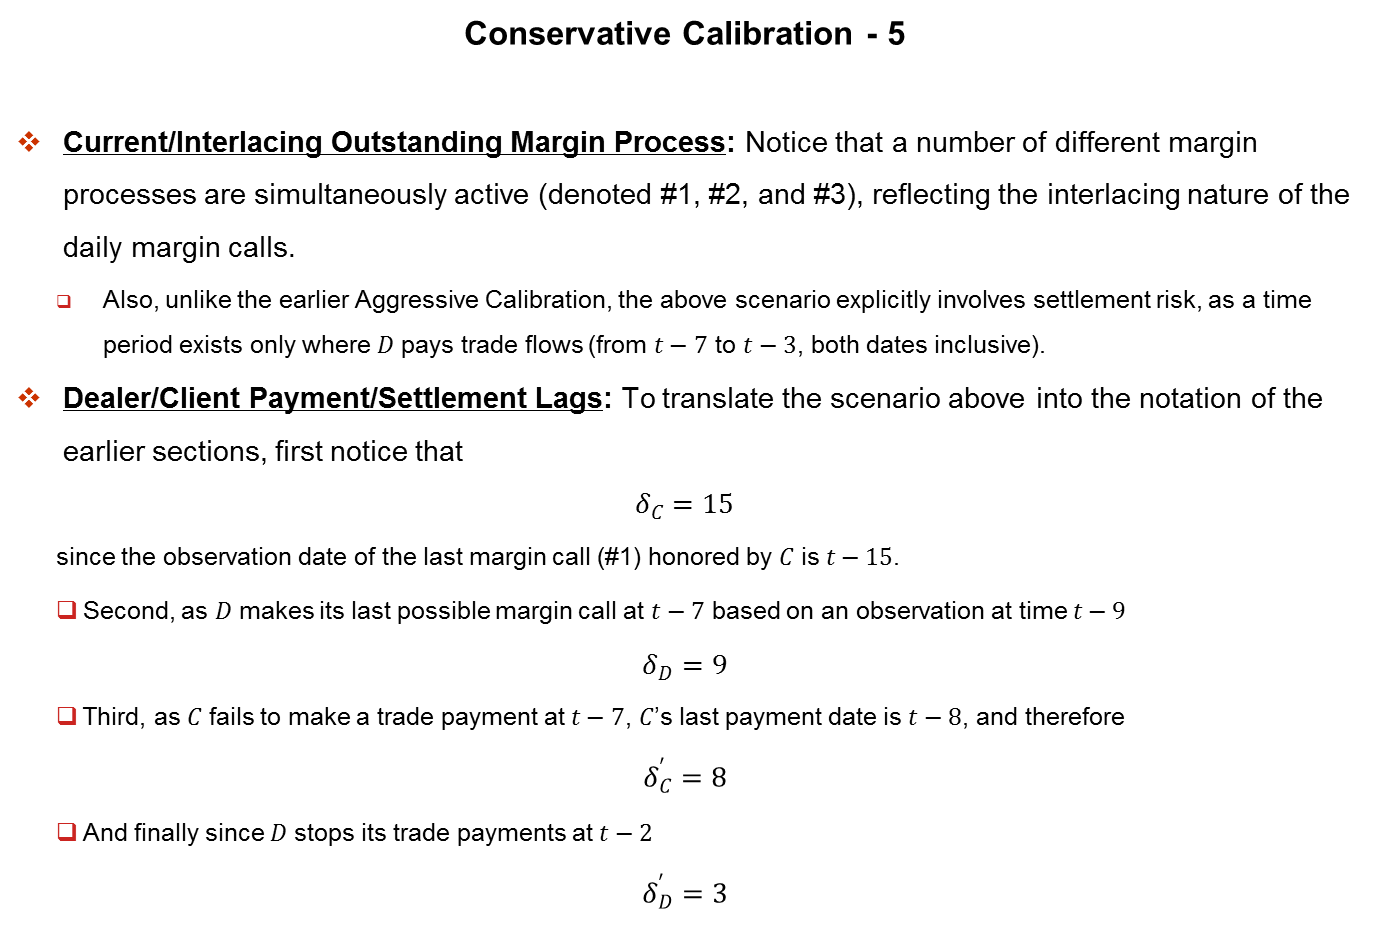 Conservative Calibration - 5
❖ Current/Interlacing Outstanding Margin Process: Notice that a number of different margin
processes are simultaneously active (denoted #1, #2, and #3), reflecting the interlacing nature of the
daily margin calls.
❑ Also, unlike the earlier Aggressive Calibration, the above scenario explicitly involves settlement risk, as a time
period exists only where D pays trade flows (from t − 7 to t − 3, both dates inclusive).
❖ Dealer/Client Payment/Settlement Lags: To translate the scenario above into the notation of the
earlier sections, first notice that
δ_C = 15
since the observation date of the last margin call (#1) honored by C is t − 15.
❑ Second, as D makes its last possible margin call at t − 7 based on an observation at time t − 9
δ_D = 9
❑ Third, as C fails to make a trade payment at t − 7, C's last payment date is t − 8, and therefore
δ′_C = 8
❑ And finally since D stops its trade payments at t − 2
δ′_D = 3